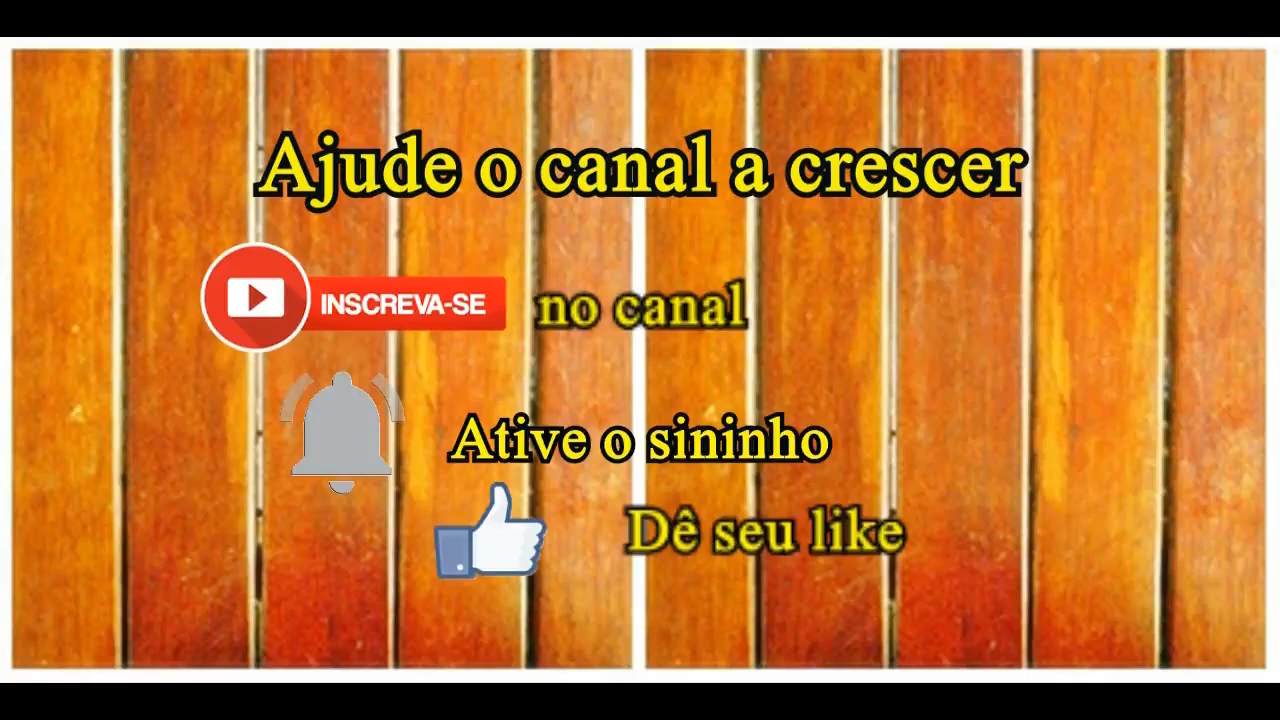 Ajude o canal a crescer
INSCREVA-SE no canal
Ative o sininho
Dê seu like